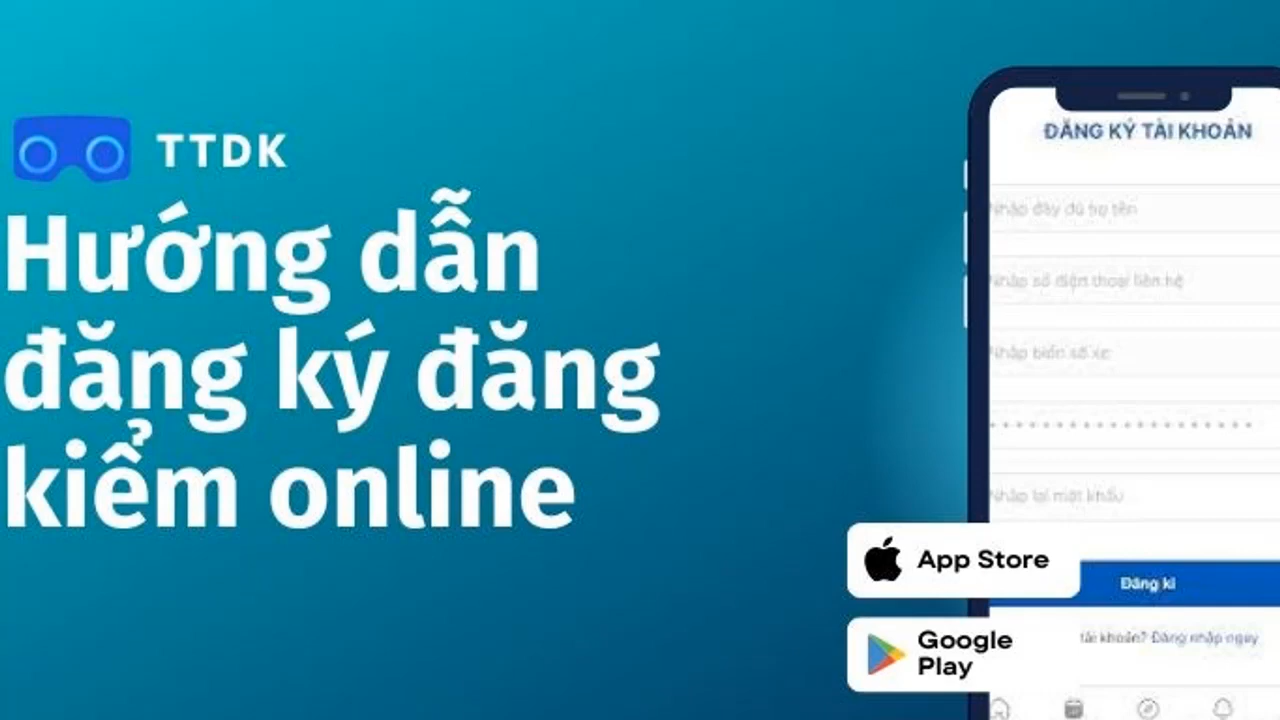 TTDK
Hướng dẫn
đăng ký đăng
kiểm online
ĐĂNG KÝ TÀI KHOẢN
Nhập đầy đủ họ tên
Nhập số điện thoại liên hệ
Nhập biển số xe
Nhập lại mật khẩu
App Store
Đăng kí
Google
Play
tài khoản? Đăng nhập ngay